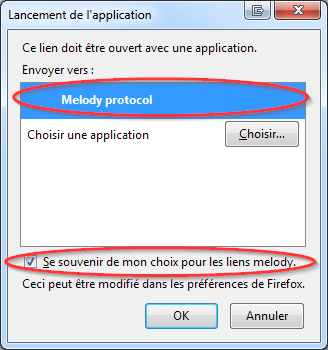 Lancement de l'application
Ce lien doit être ouvert avec une application.
Envoyer vers :
Melody protocol
Choisir une application
Choisir...
Se souvenir de mon choix pour les liens melody.
Ceci peut être modifié dans les préférences de Firefox.
OK
Annuler